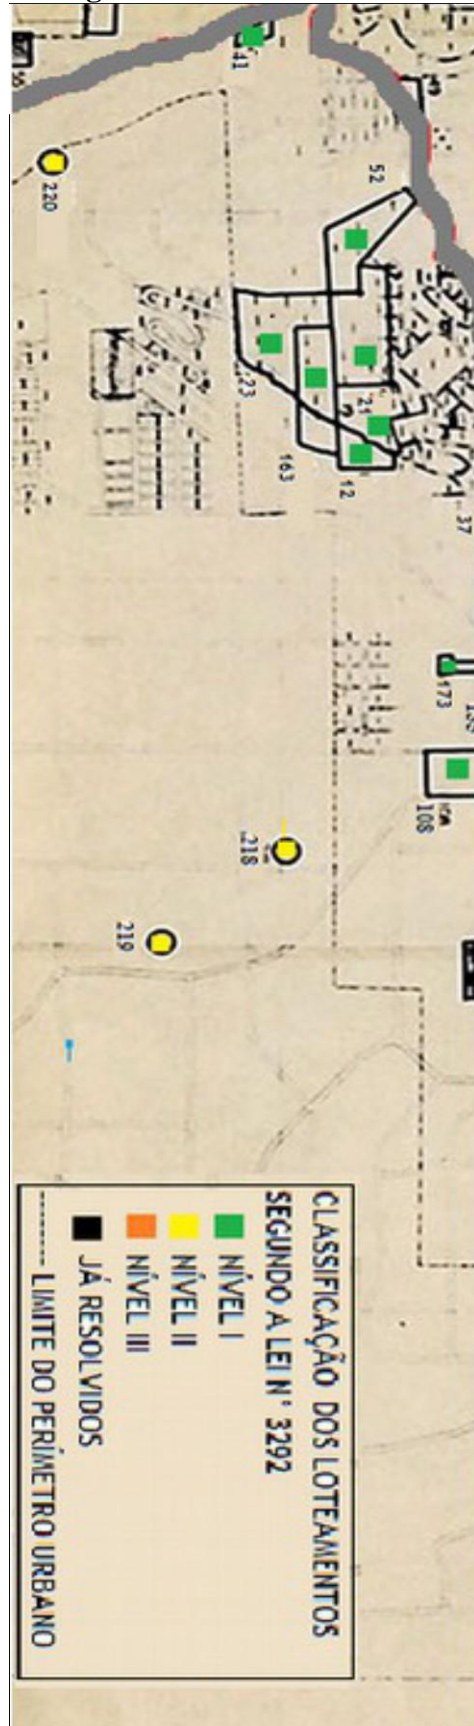 41
220
52
23
21
163
12
37
173
108
218
219
CLASSIFICAÇÃO DOS LOTEAMENTOS
SEGUNDO A LEI Nº 3292
NÍVEL I
NÍVEL II
NÍVEL III
JÁ RESOLVIDOS
LIMITE DO PERÍMETRO URBANO